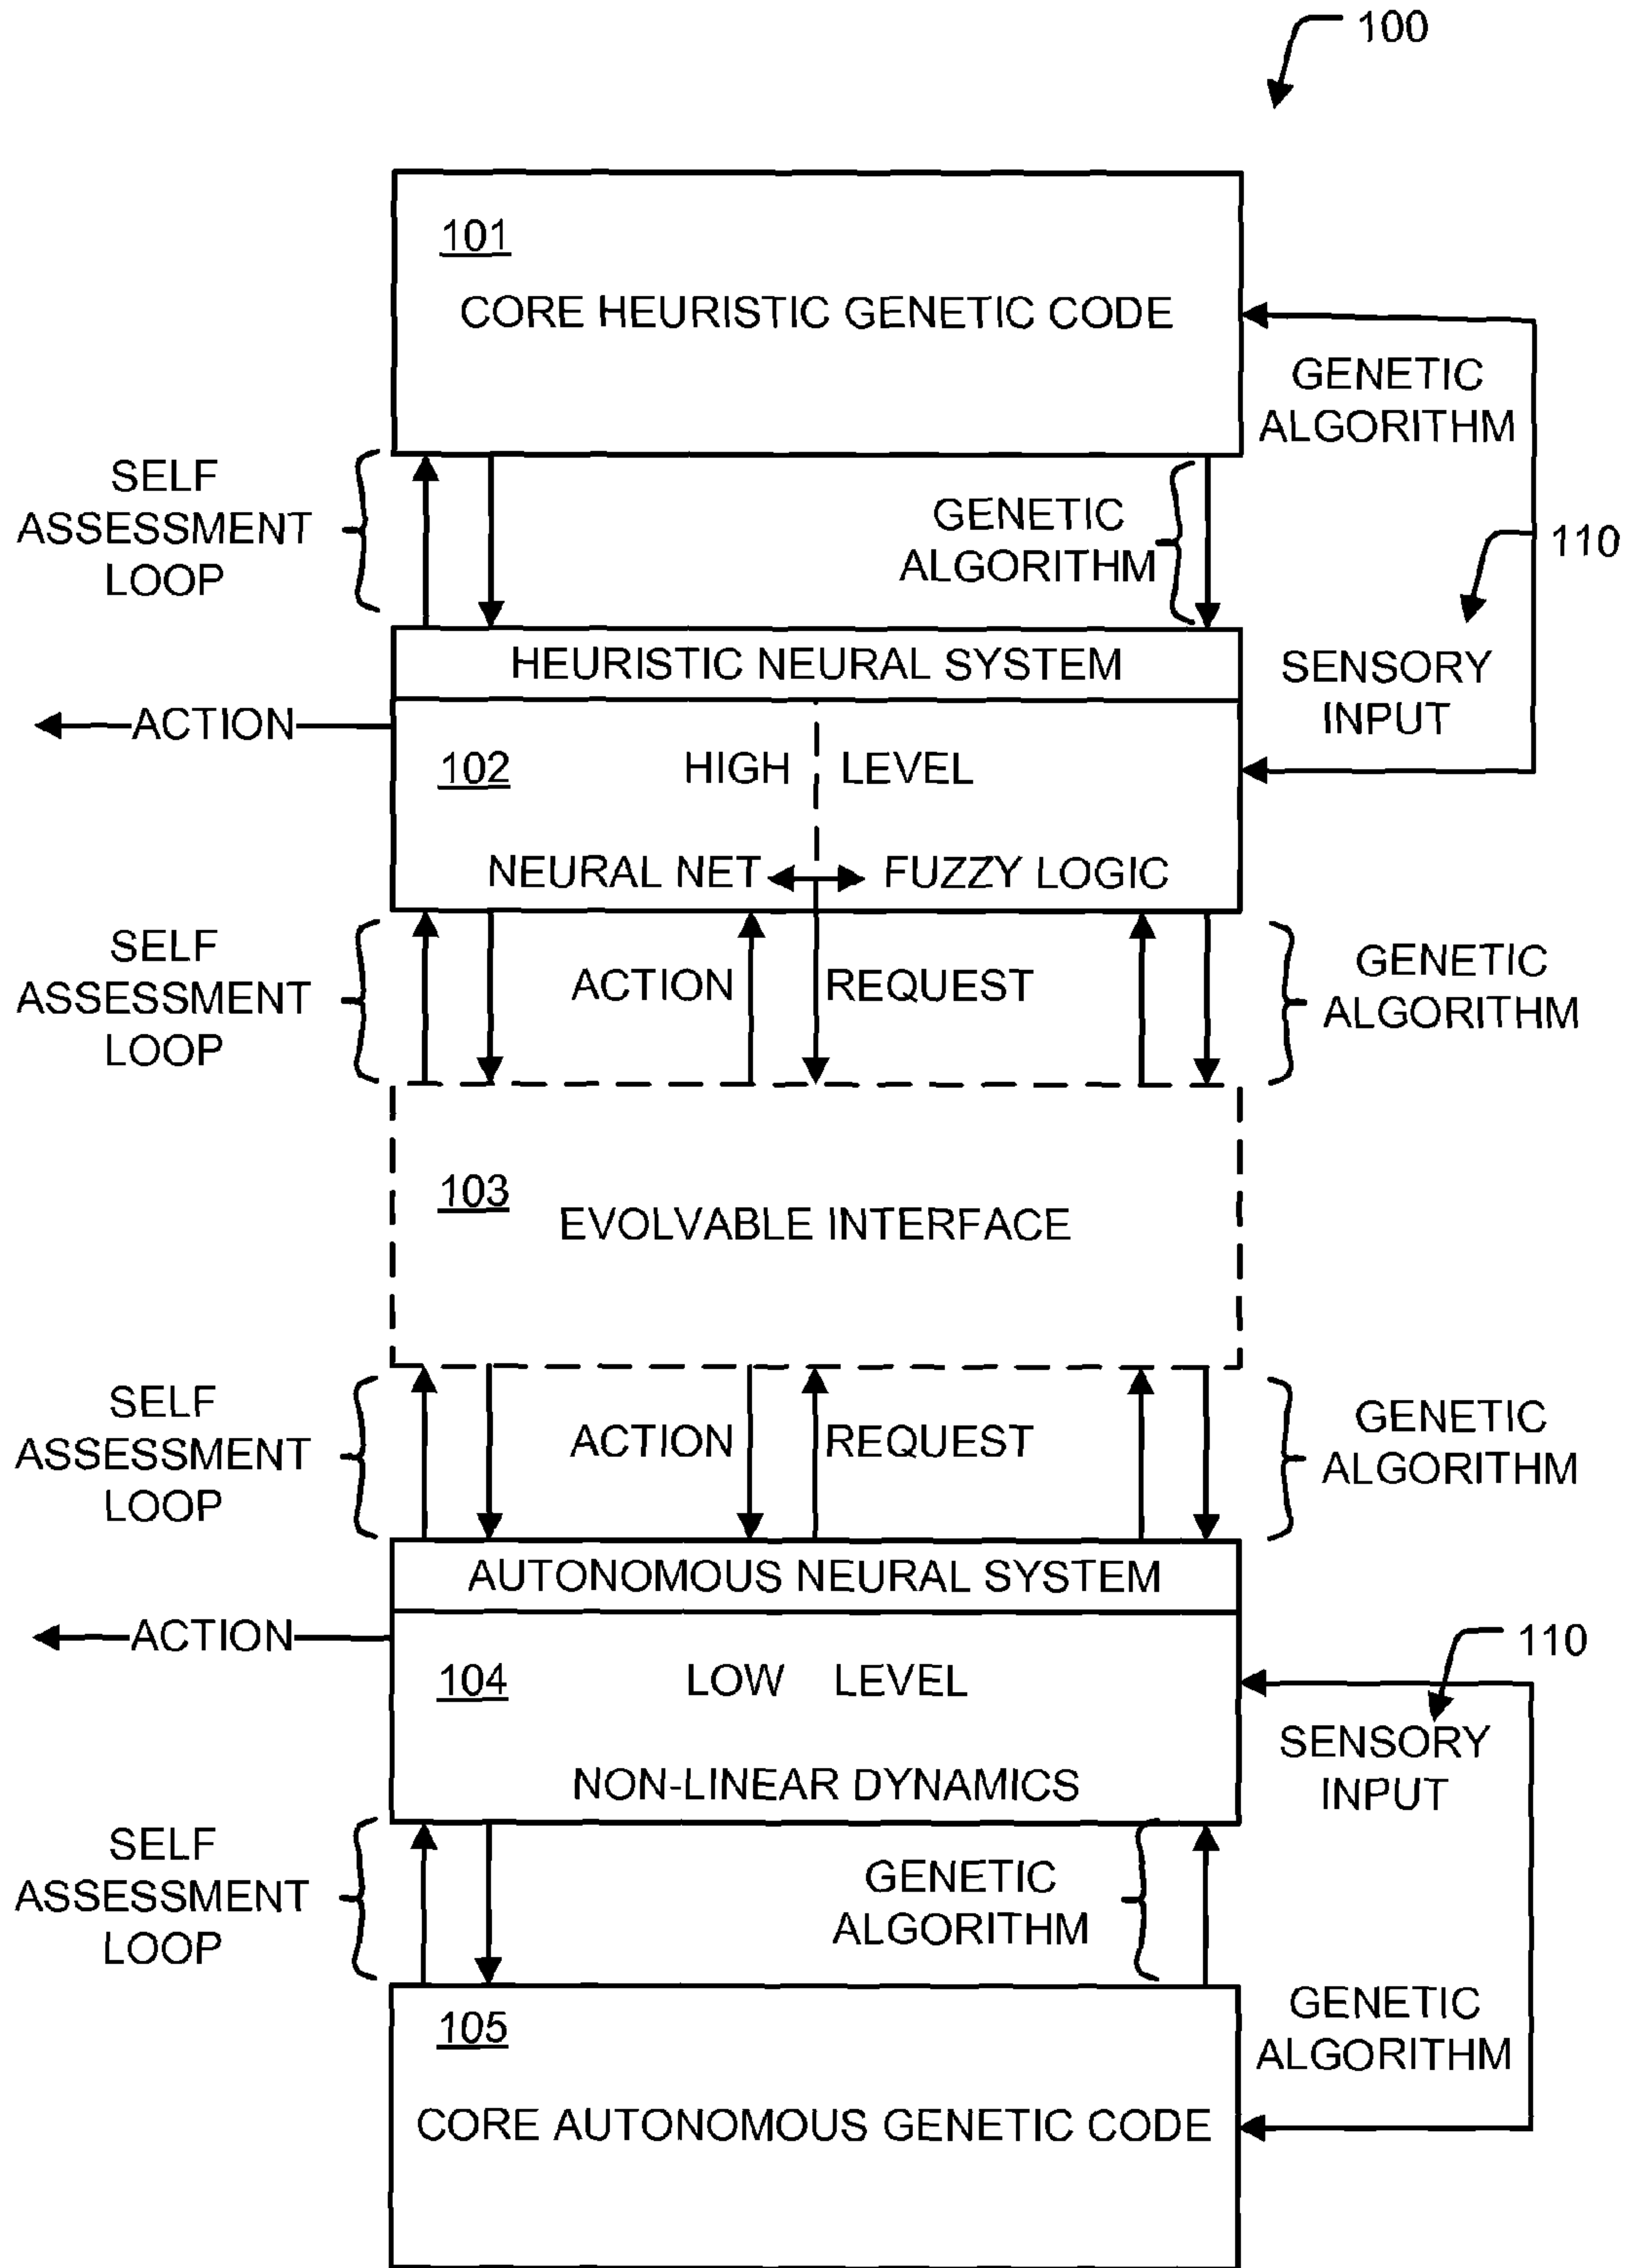 100
101
CORE HEURISTIC GENETIC CODE
GENETIC
ALGORITHM
SELF
ASSESSMENT
LOOP
GENETIC
ALGORITHM
110
HEURISTIC NEURAL SYSTEM
SENSORY
INPUT
ACTION
102
HIGH LEVEL
NEURAL NET FUZZY LOGIC
SELF
ASSESSMENT
LOOP
ACTION REQUEST
GENETIC
ALGORITHM
103
EVOLVABLE INTERFACE
SELF
ASSESSMENT
LOOP
ACTION REQUEST
GENETIC
ALGORITHM
AUTONOMOUS NEURAL SYSTEM
ACTION
110
104
LOW LEVEL
SENSORY
INPUT
NON-LINEAR DYNAMICS
SELF
ASSESSMENT
LOOP
GENETIC
ALGORITHM
105
GENETIC
ALGORITHM
CORE AUTONOMOUS GENETIC CODE